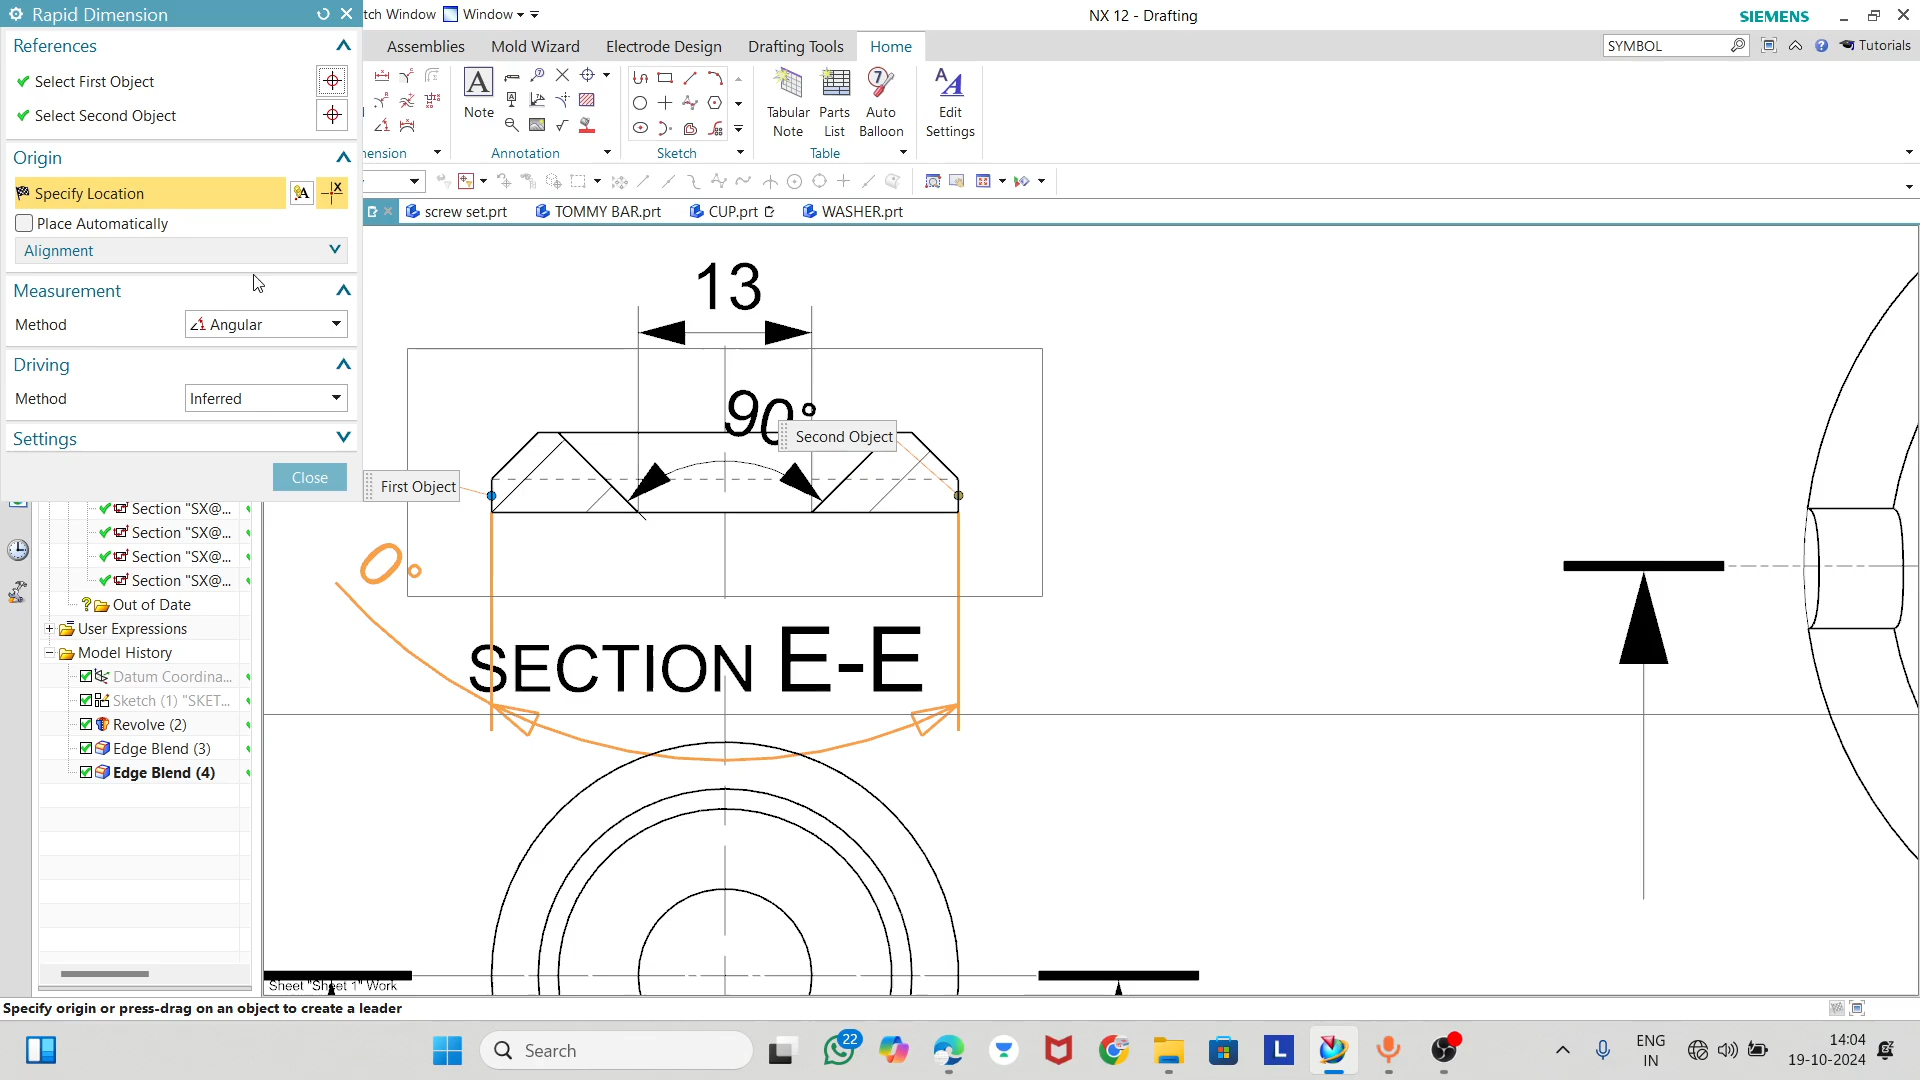 Rapid Dimension
tch Window
Window
NX 12 - Drafting
SIEMENS
References
Assemblies
Mold Wizard
Electrode Design
Drafting Tools
Home
SYMBOL
Tutorials
Select First Object
Select Second Object
Note
Tabular Note
Parts List
Auto Balloon
Edit Settings
Origin
ension
Annotation
Sketch
Table
Specify Location
Place Automatically
screw set.prt
TOMMY BAR.prt
CUP.prt
WASHER.prt
Alignment
Measurement
13
Method
Angular
Driving
Method
Inferred
90°
Settings
Second Object
Close
First Object
Section "SX@...
Section "SX@...
Section "SX@...
Section "SX@...
0°
Out of Date
User Expressions
Model History
SECTION E-E
Datum Coordina...
Sketch (1) "SKET...
Revolve (2)
Edge Blend (3)
Edge Blend (4)
Sheet "Sheet 1" Work
Specify origin or press-drag on an object to create a leader
Search
22
ENG
IN
14:04
19-10-2024